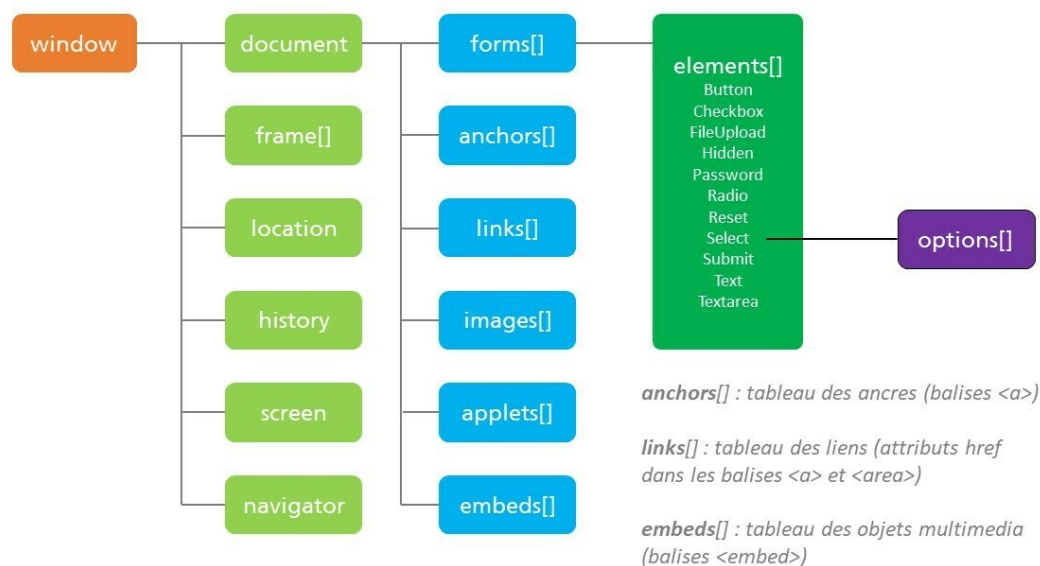 window
document
frame[]
location
history
screen
navigator
forms[]
anchors[]
links[]
images[]
applets[]
embeds[]
elements[]
Button
Checkbox
FileUpload
Hidden
Password
Radio
Reset
Select
Submit
Text
Textarea
options[]
anchors[] : tableau des ancres (balises <a>)
links[] : tableau des liens (attributs href
dans les balises <a> et <area>)
embeds[] : tableau des objets multimedia
(balises <embed>)